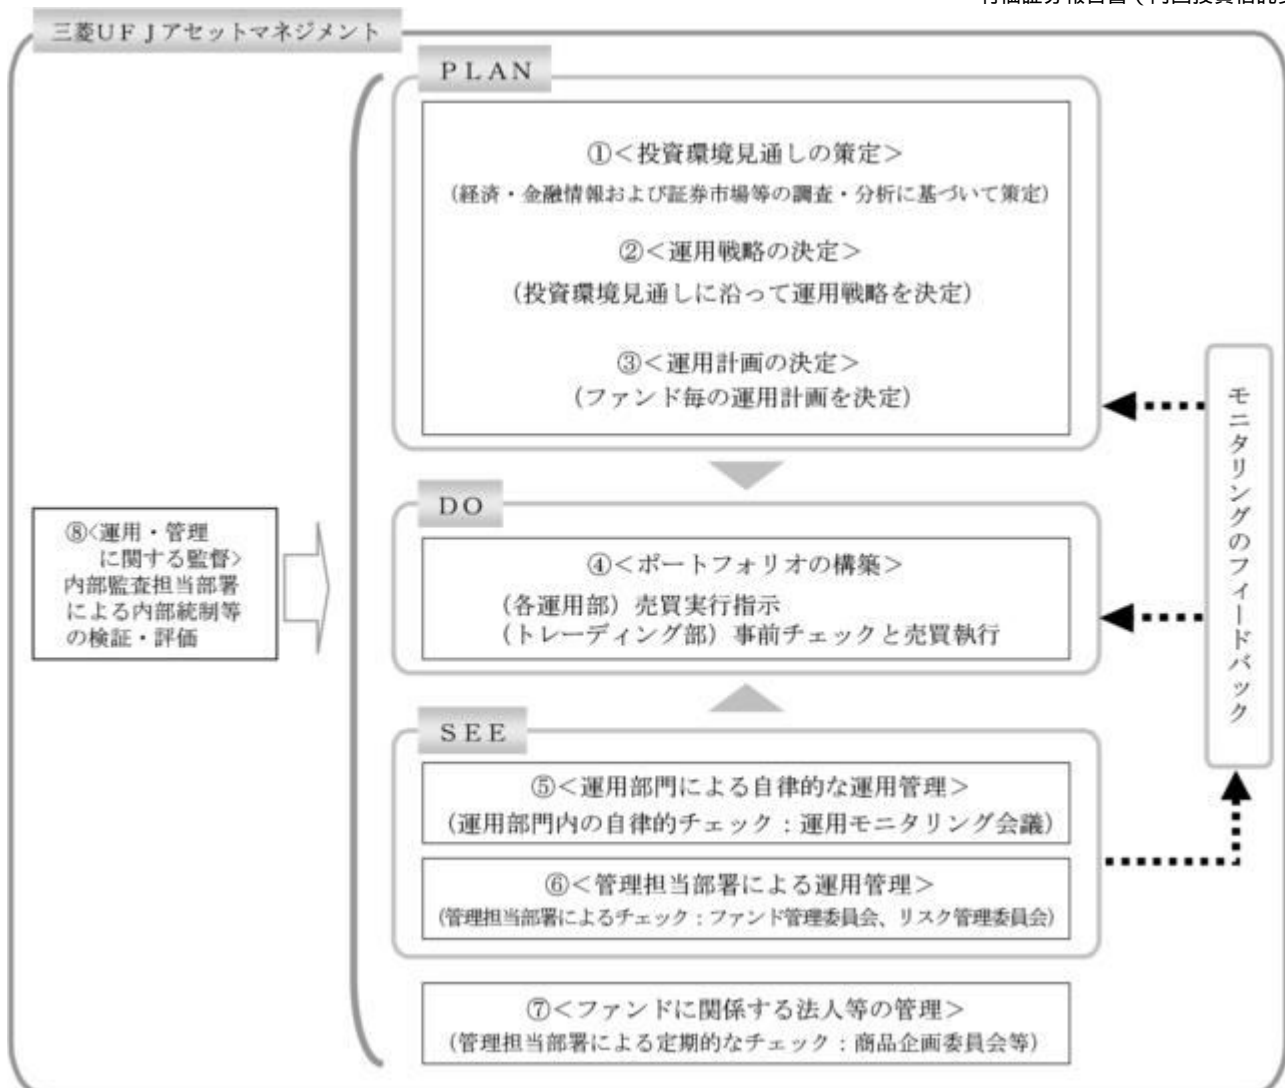 三菱ＵＦＪアセットマネジメント
ＰＬＡＮ
①＜投資環境見通しの策定＞
（経済・金融情報および証券市場等の調査・分析に基づいて策定）
②＜運用戦略の決定＞
（投資環境見通しに沿って運用戦略を決定）
③＜運用計画の決定＞
（ファンド毎の運用計画を決定）
ＤＯ
④＜ポートフォリオの構築＞
（各運用部）売買実行指示
（トレーディング部）事前チェックと売買執行
ＳＥＥ
⑤＜運用部門による自律的な運用管理＞
（運用部門内の自律的チェック：運用モニタリング会議）
⑥＜管理担当部署による運用管理＞
（管理担当部署によるチェック：ファンド管理委員会、リスク管理委員会）
⑦＜ファンドに関係する法人等の管理＞
（管理担当部署による定期的なチェック：商品企画委員会等）
⑧＜運用・管理
に関する監督＞
内部監査担当部署
による内部統制等
の検証・評価
モニタリングのフィードバック